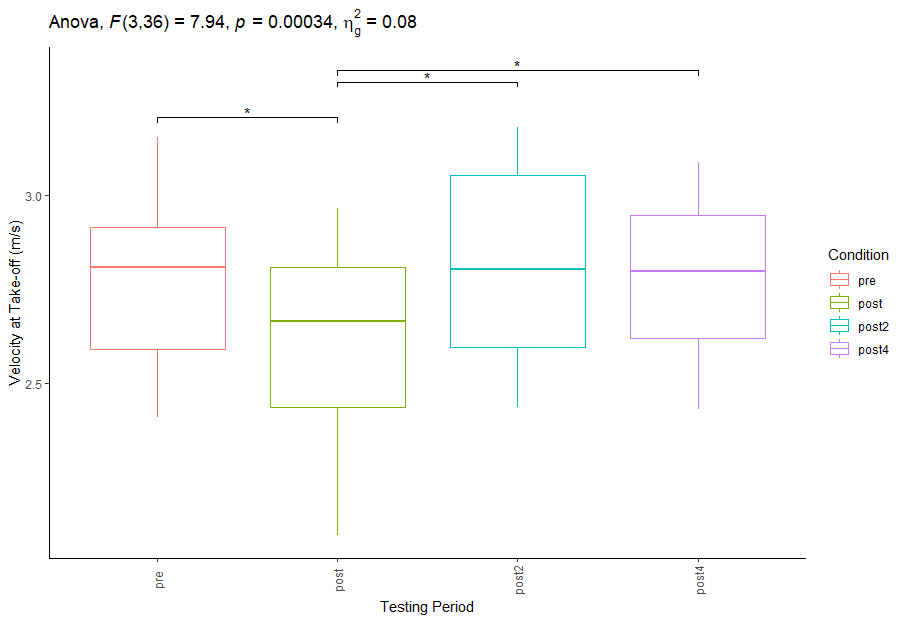 Anova, F(3,36) = 7.94, p = 0.00034, η²g = 0.08
*
*
*
3.0
2.5
Velocity at Take-off (m/s)
pre
post
post2
post4
Testing Period
Condition
pre
post
post2
post4